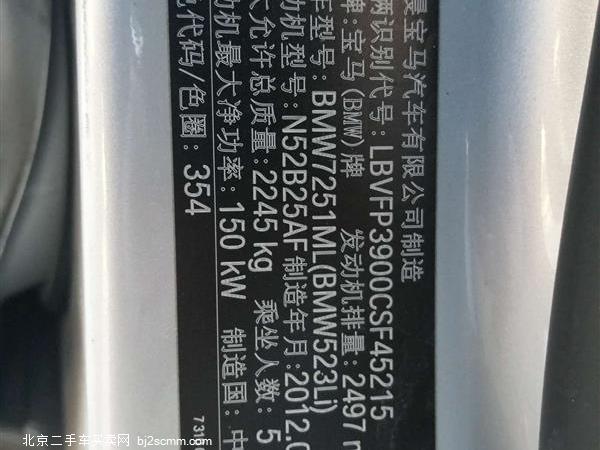 晨宝马汽车有限公司制造
辆识别代号: LBVFP3900CSF45215
牌: 宝马(BMW)牌 发动机排量: 2497 m
车型号: BMW7251ML(BMW523Li)
动机型号: N52B25AF 制造年月: 2012.0
大允许总质量: 2245 kg 乘坐人数: 5
动机最大净功率: 150 kW 制造国: 中
色代码/色圈: 354
731
北京二手车买卖网 bj2scmm.com